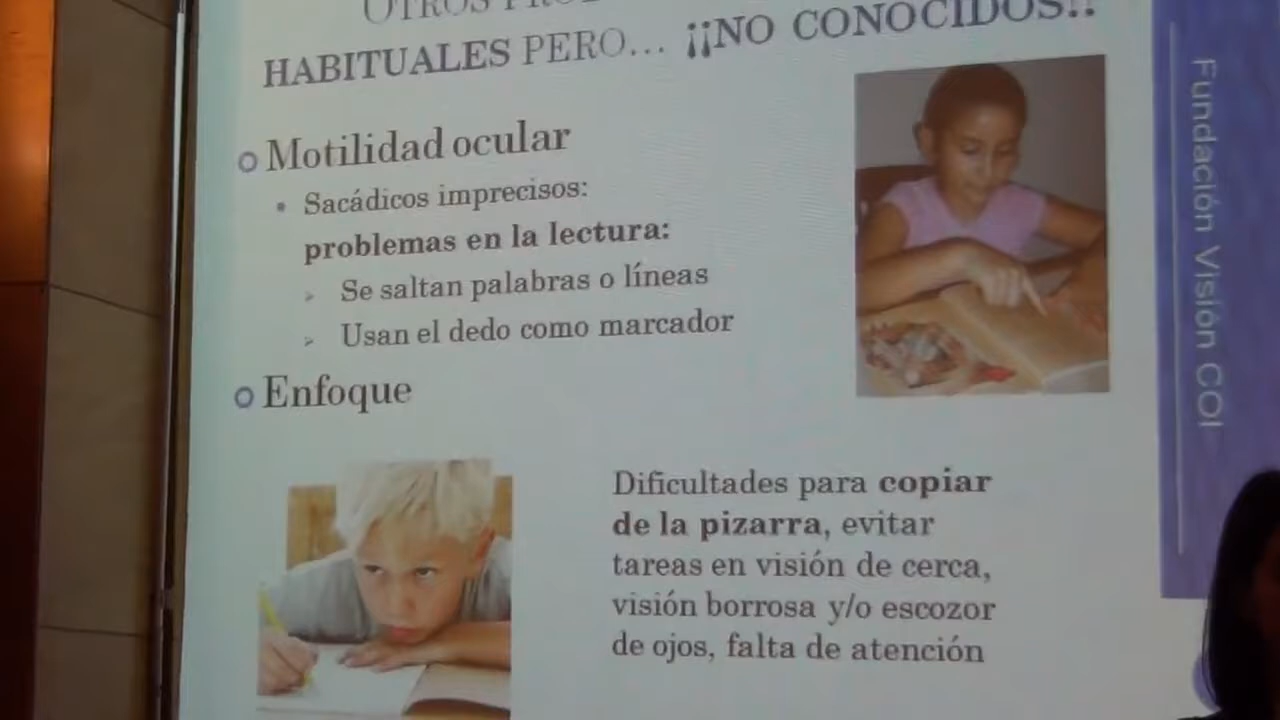 OTROS
HABITUALES PERO... ¡¡NO CONOCIDOS!!
Motilidad ocular
Sacádicos imprecisos:
problemas en la lectura:
Se saltan palabras o líneas
Usan el dedo como marcador
Enfoque
Dificultades para copiar
de la pizarra, evitar
tareas en visión de cerca,
visión borrosa y/o escozor
de ojos, falta de atención
Fundación Visión COI